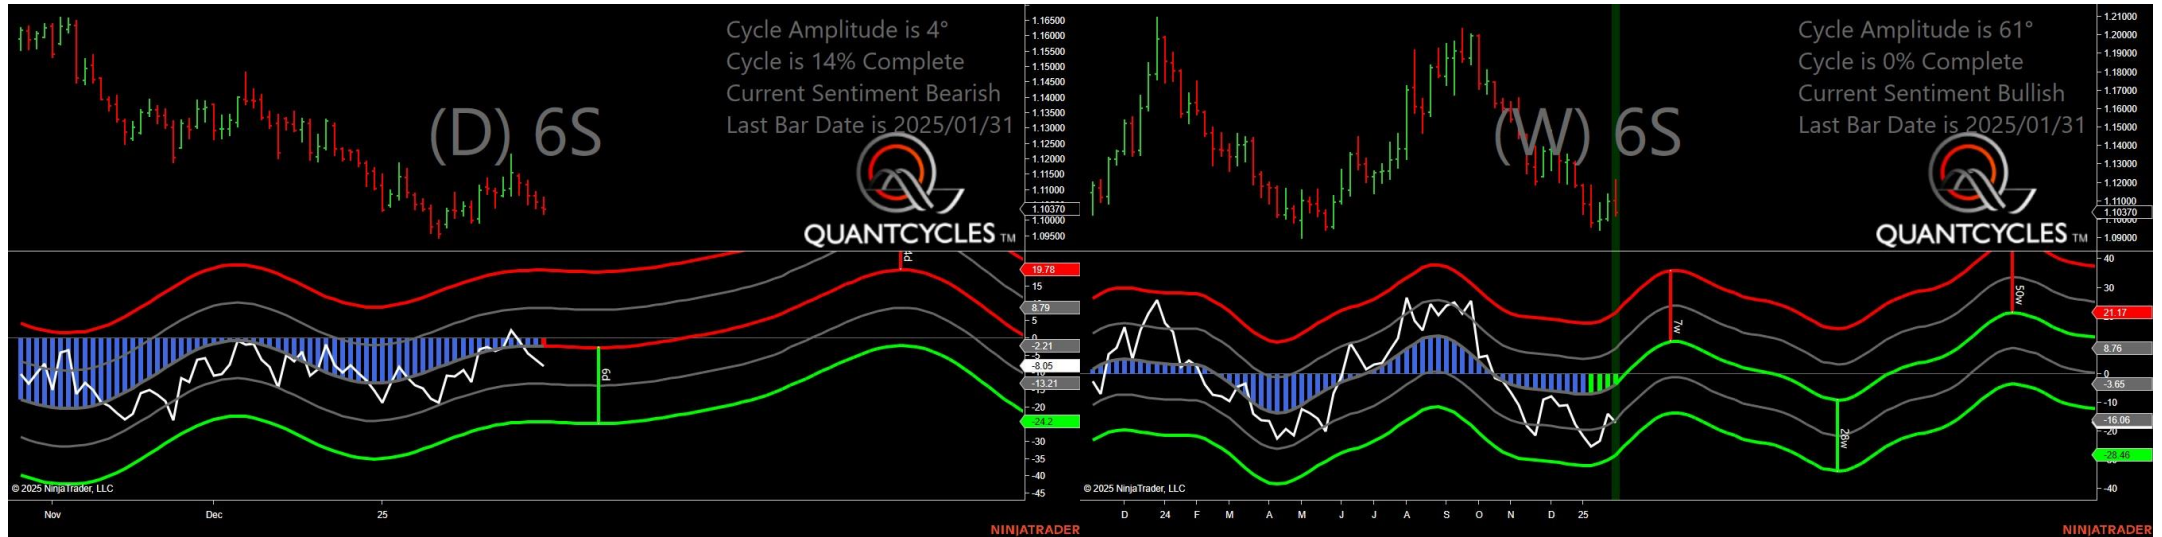 Cycle Amplitude is 4°
Cycle is 14% Complete
Current Sentiment Bearish
Last Bar Date is 2025/01/31
(D) 6S
QUANTCYCLES TM
1.16500
1.16000
1.15500
1.15000
1.14500
1.14000
1.13500
1.13000
1.12500
1.12000
1.11500
1.11000
1.10370
1.10000
1.09500
19.78
15
8.79
5
0
-2.21
-8.05
-13.21
-20
-24.2
-30
-35
-40
-45
6d
© 2025 NinjaTrader, LLC
Nov
Dec
25
NINJATRADER
Cycle Amplitude is 61°
Cycle is 0% Complete
Current Sentiment Bullish
Last Bar Date is 2025/01/31
(W) 6S
QUANTCYCLES TM
1.21000
1.20000
1.19000
1.18000
1.17000
1.16000
1.15000
1.14000
1.13000
1.12000
1.11000
1.10370
1.09000
40
30
21.17
8.76
0
-3.65
-10
-16.06
-20
-28.46
-40
7w
28w
50w
© 2025 NinjaTrader, LLC
D
24
F
M
A
M
J
J
A
S
O
N
D
25
NINJATRADER